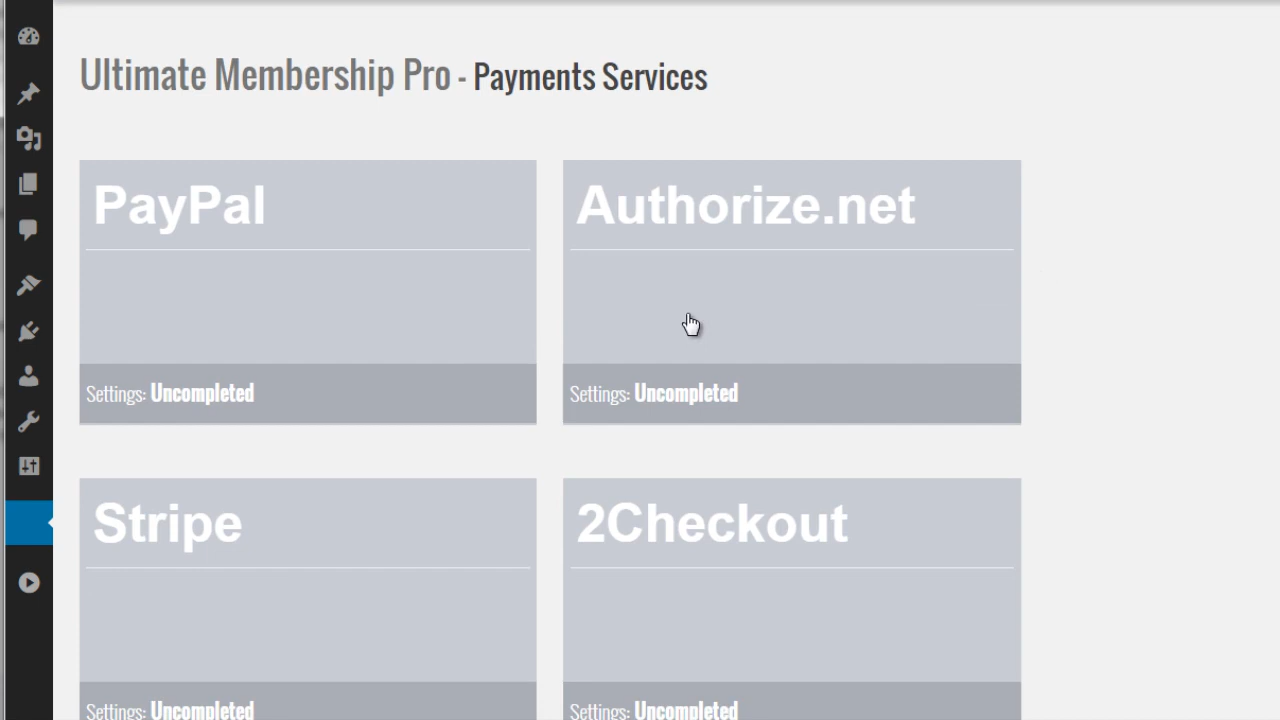 Ultimate Membership Pro - Payments Services
PayPal
Authorize.net
Settings: Uncompleted
Settings: Uncompleted
Stripe
2Checkout
Settings: Uncompleted
Settings: Uncompleted